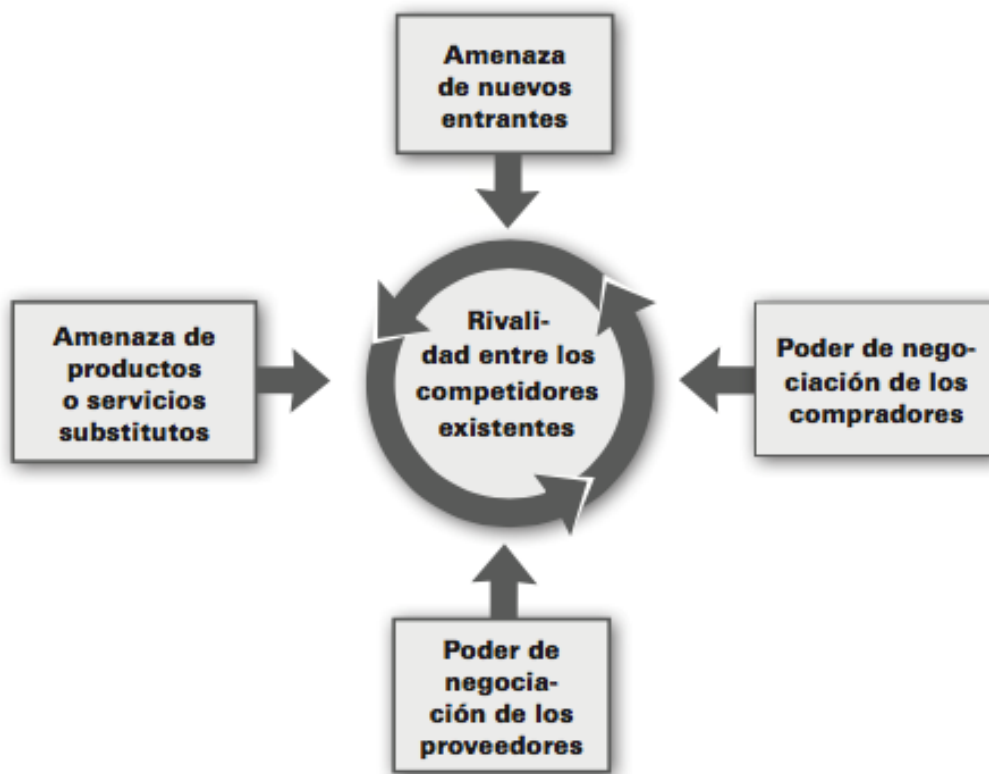 Amenaza
de nuevos
entrantes
Amenaza de
productos
o servicios
substitutos
Rivali-
dad entre los
competidores
existentes
Poder de nego-
ciación de los
compradores
Poder de
negocia-
ción de los
proveedores